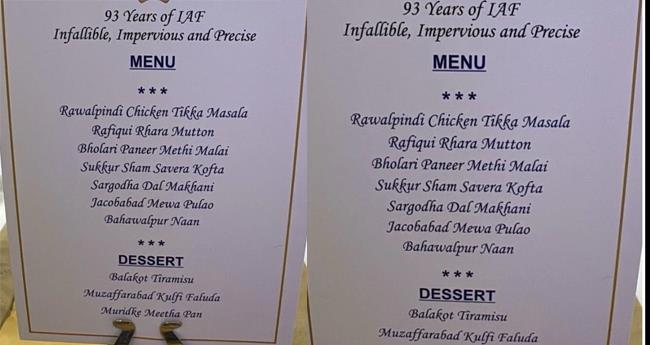 93 Years of IAF
Infallible, Impervious and Precise
MENU
***
Rawalpindi Chicken Tikka Masala
Rafiqui Rhara Mutton
Bholari Paneer Methi Malai
Sukkur Sham Savera Kofta
Sargodha Dal Makhani
Jacobabad Mewa Pulao
Bahawalpur Naan
***
DESSERT
Balakot Tiramisu
Muzaffarabad Kulfi Faluda
Muridke Meetha Pan
93 Years of IAF
Infallible, Impervious and Precise
MENU
***
Rawalpindi Chicken Tikka Masala
Rafiqui Rhara Mutton
Bholari Paneer Methi Malai
Sukkur Sham Savera Kofta
Sargodha Dal Makhani
Jacobabad Mewa Pulao
Bahawalpur Naan
***
DESSERT
Balakot Tiramisu
Muzaffarabad Kulfi Faluda